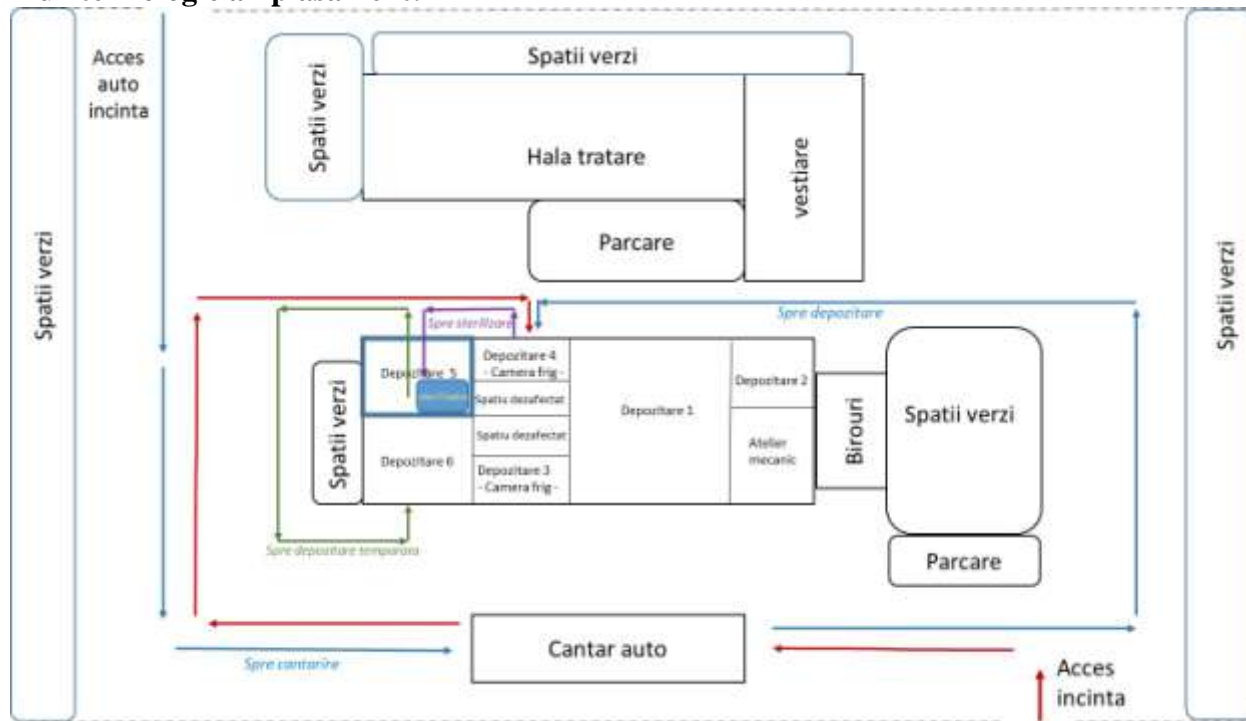 Acces
auto
incinta
Spatii verzi
Spatii verzi
Hala tratare
vestiare
Parcare
Spatii verzi
Spatii verzi
Spre sterilizare
Spre depozitare
Depozitare 5
Depozitare 4
- Camera frig -
Spatiu dezafectat
Spatiu dezafectat
Depozitare 3
- Camera frig -
Depozitare 6
Depozitare 1
Depozitare 2
Atelier
mecanic
Birouri
Spatii verzi
Spatii verzi
Parcare
Spre depozitare temporara
Cantar auto
Spre cantarire
Acces
incinta